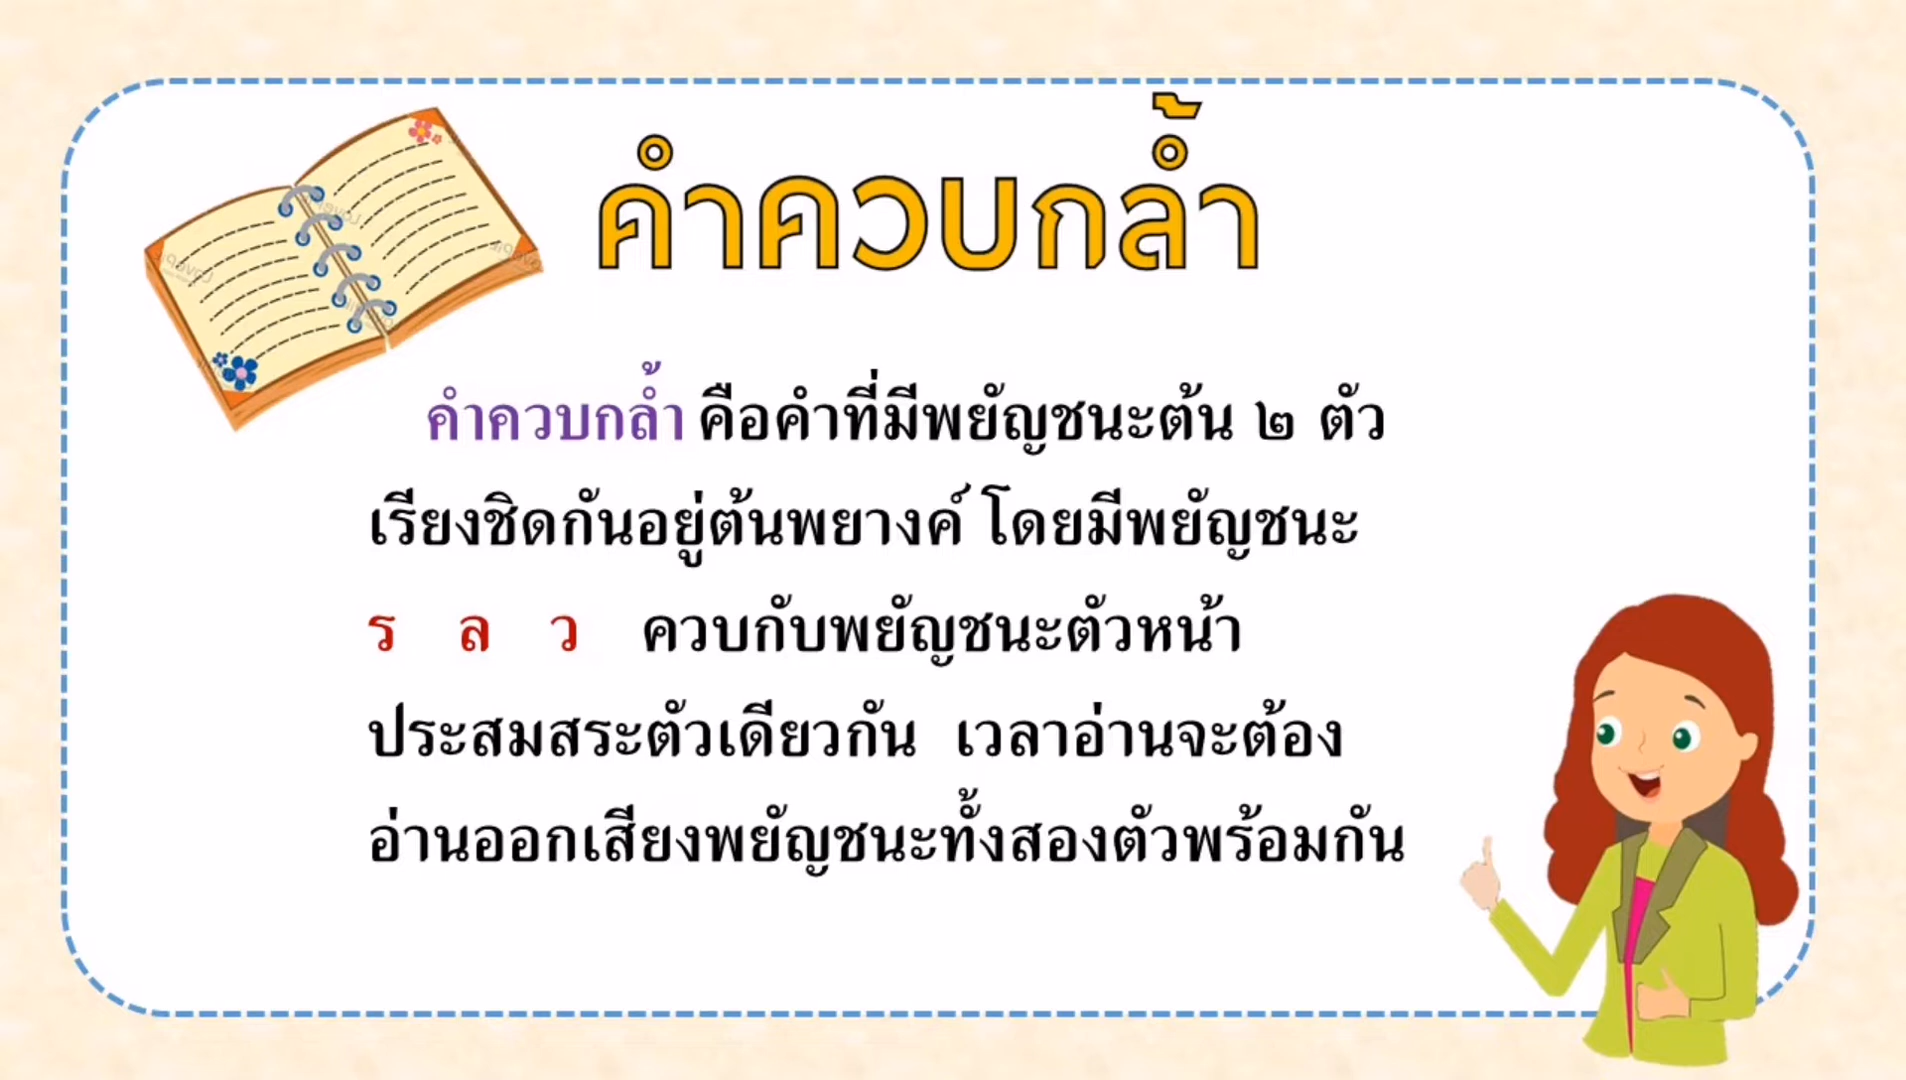 คำควบกล้ำ
คำควบกล้ำ คือคำที่มีพยัญชนะต้น ๒ ตัว
เรียงชิดกันอยู่ต้นพยางค์ โดยมีพยัญชนะ
ร ล ว ควบกับพยัญชนะตัวหน้า
ประสมสระตัวเดียวกัน เวลาอ่านจะต้อง
อ่านออกเสียงพยัญชนะทั้งสองตัวพร้อมกัน